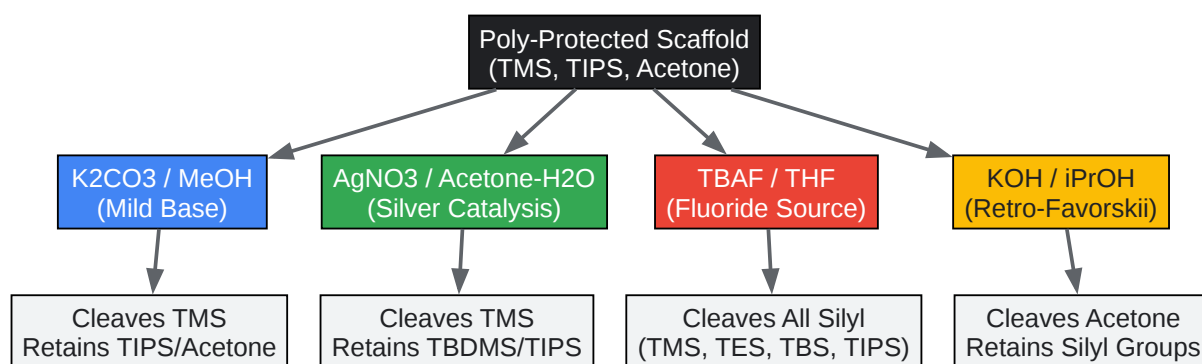 Poly-Protected Scaffold
(TMS, TIPS, Acetone)
K2CO3 / MeOH
(Mild Base)
AgNO3 / Acetone-H2O
(Silver Catalysis)
TBAF / THF
(Fluoride Source)
KOH / iPrOH
(Retro-Favorskii)
Cleaves TMS
Retains TIPS/Acetone
Cleaves TMS
Retains TBDMS/TIPS
Cleaves All Silyl
(TMS, TES, TBS, TIPS)
Cleaves Acetone
Retains Silyl Groups